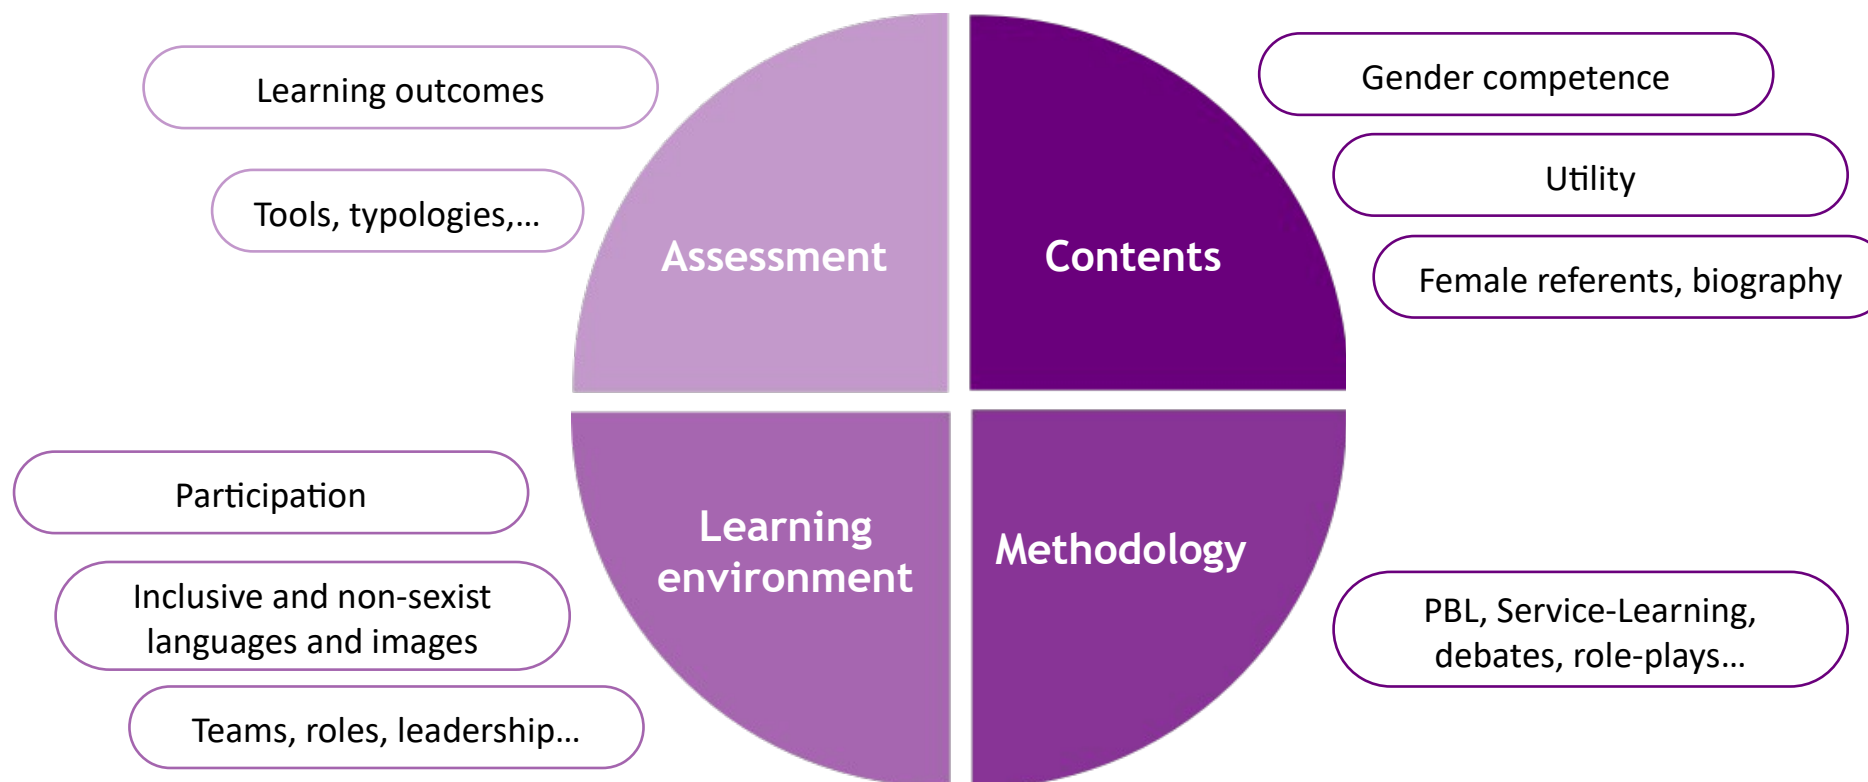 Learning outcomes
Tools, typologies,...
Assessment
Contents
Gender competence
Utility
Female referents, biography
Participation
Inclusive and non-sexist
languages and images
Teams, roles, leadership...
Learning
environment
Methodology
PBL, Service-Learning,
debates, role-plays...